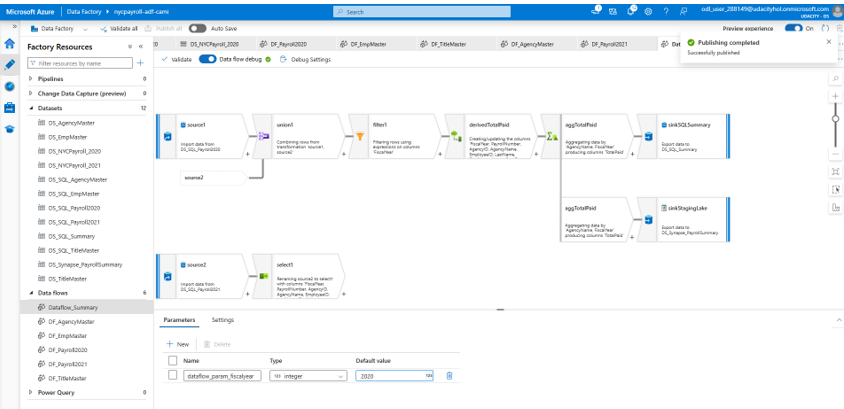 Microsoft Azure
Data Factory
nycpayroll-adf-cami
Search
odl_user_288149@udacityhol.onmicrosoft.com
UDACITY - DS
Data Factory
Validate all
Publish all
Auto Save
Preview experience
On
Publishing completed
Successfully published
Factory Resources
Filter resources by name
Pipelines 0
Change Data Capture (preview) 0
Datasets 12
DS_AgencyMaster
DS_EmpMaster
DS_NYCPayroll_2020
DS_NYCPayroll_2021
DS_SQL_AgencyMaster
DS_SQL_EmpMaster
DS_SQL_Payroll2020
DS_SQL_Payroll2021
DS_SQL_Summary
DS_SQL_TitleMaster
DS_Synapse_PayrollSummary
DS_TitleMaster
Data flows 6
Dataflow_Summary
DF_AgencyMaster
DF_EmpMaster
DF_Payroll2020
DF_Payroll2021
DF_TitleMaster
Power Query 0
DS_NYCPayroll_2020
DF_Payroll2020
DF_EmpMaster
DF_TitleMaster
DF_AgencyMaster
DF_Payroll2021
Validate
Data flow debug
Debug Settings
source1
Import data from
DS_SQL_Payroll2020
union1
Combining rows from
transformation 'source1,
source2'
filter1
Filtering rows using
expressions on columns
'FiscalYear'
derivedTotalPaid
Creating/updating the columns
'FiscalYear, PayrollNumber,
AgencyID, AgencyName,
EmployeeID, LastName,
aggTotalPaid
Aggregating data by
'AgencyName, FiscalYear'
producing columns 'TotalPaid'
sinkSQLSummary
Export data to
DS_SQL_Summary
source2
aggTotalPaid
Aggregating data by
'AgencyName, FiscalYear'
producing columns 'TotalPaid'
sinkStagingLake
Export data to
DS_Synapse_PayrollSummary
source2
Import data from
DS_SQL_Payroll2021
select1
Renaming source2 to select1
with columns 'FiscalYear,
PayrollNumber, AgencyID,
AgencyName, EmployeeID
Parameters
Settings
New
Delete
Name
Type
Default value
dataflow_param_fiscalyear
123 integer
2020
123